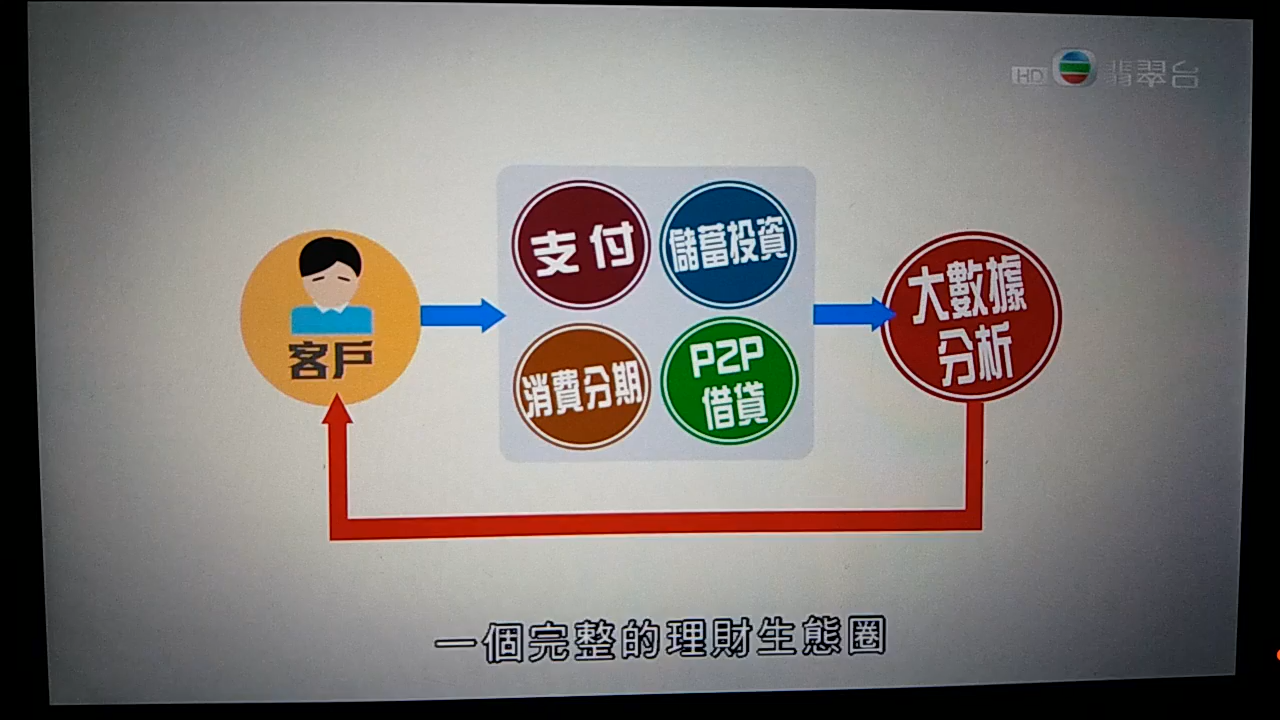 HD 翡翠台
支付
儲蓄投資
大數據
分析
客戶
消費分期
P2P
借貸
一個完整的理財生態圈